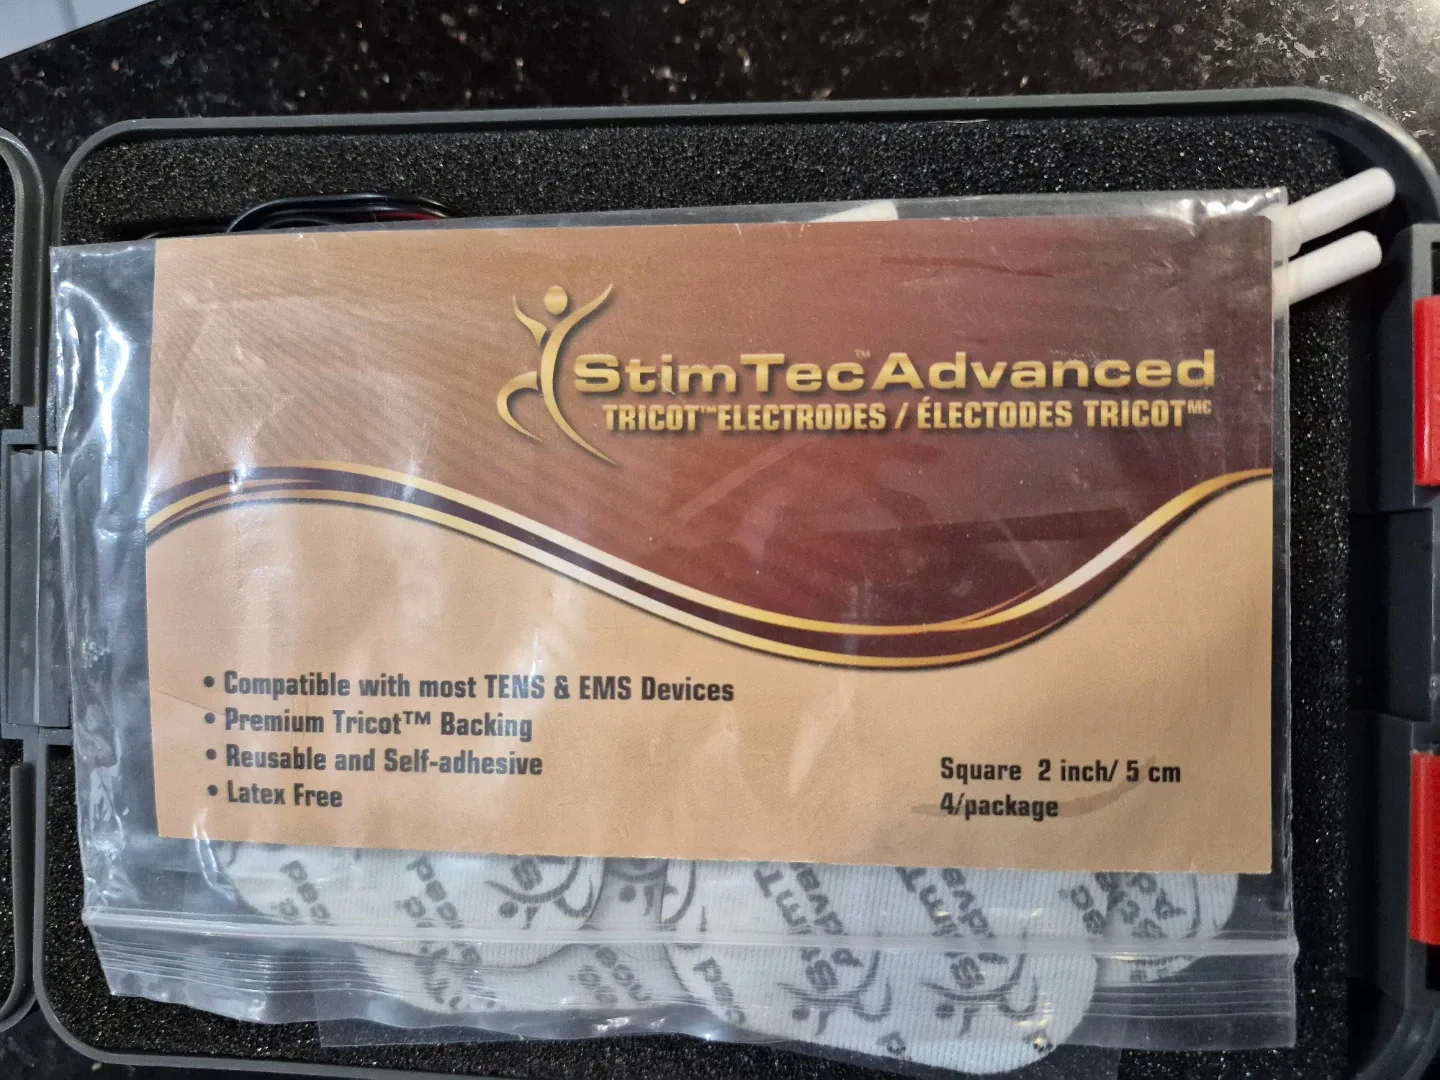 StimTec™Advanced
TRICOT™ELECTRODES / ÉLECTODES TRICOTᴹᶜ
• Compatible with most TENS & EMS Devices
• Premium Tricot™ Backing
• Reusable and Self-adhesive
• Latex Free
Square 2 inch/ 5 cm
4/package